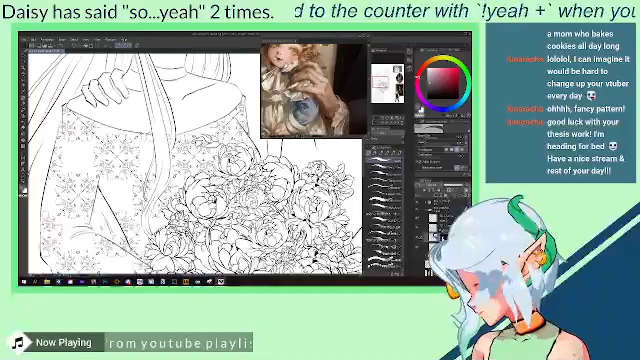 Daisy has said "so...yeah" 2 times.
d to the counter with `!yeah +` when you
a mom who bakes
cookies all day long
lololol, I can imagine it
would be hard to
change up your vtuber
every day
ohhhh, fancy pattern!
good luck with your
thesis work! I'm
heading for bed
Have a nice stream &
rest of your day!!!
Now Playing
rom youtube playlis